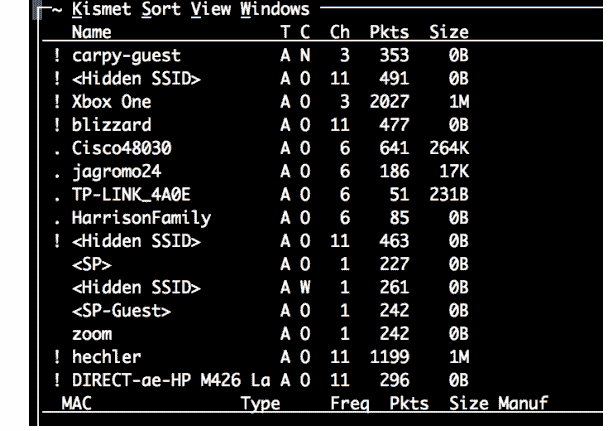 ~ Kismet Sort View Windows
Name T C Ch Pkts Size
! carpy-guest A N 3 353 0B
! <Hidden SSID> A O 11 491 0B
! Xbox One A O 3 2027 1M
! blizzard A O 11 477 0B
. Cisco48030 A O 6 641 264K
. jagromo24 A O 6 186 17K
. TP-LINK_4A0E A O 6 51 231B
. HarrisonFamily A O 6 85 0B
! <Hidden SSID> A O 11 463 0B
<SP> A O 1 227 0B
<Hidden SSID> A W 1 261 0B
<SP-Guest> A O 1 242 0B
zoom A O 1 242 0B
! hechler A O 11 1199 1M
! DIRECT-ae-HP M426 La A O 11 296 0B
MAC Type Freq Pkts Size Manuf